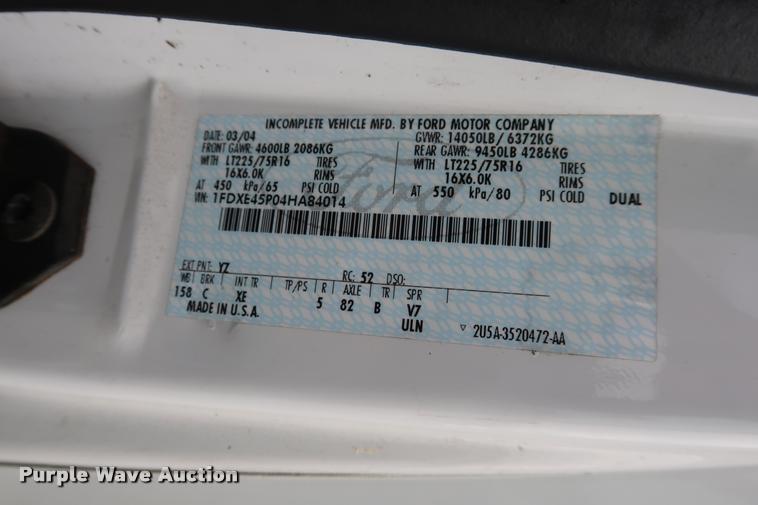 INCOMPLETE VEHICLE MFD. BY FORD MOTOR COMPANY
DATE: 03/04 GVWR: 14050LB/ 6372KG
FRONT GAWR: 4600LB 2086KG REAR GAWR: 9450LB 4286KG
WITH LT225/75R16 TIRES WITH LT225/75R16 TIRES
16X6.0K RIMS 16X6.0K RIMS
AT 450 kPa/65 PSI COLD AT 550 kPa/80 PSI COLD DUAL
VIN: 1FDXE45P04HA84014
Ford
EXT PNT: YZ RC: 52 DSO:
WB BRK INT TR TP/PS R AXLE TR SPR
158 C XE 5 82 B V7
MADE IN U.S.A. ULN
▽ 2U5A-3520472-AA
Purple Wave Auction